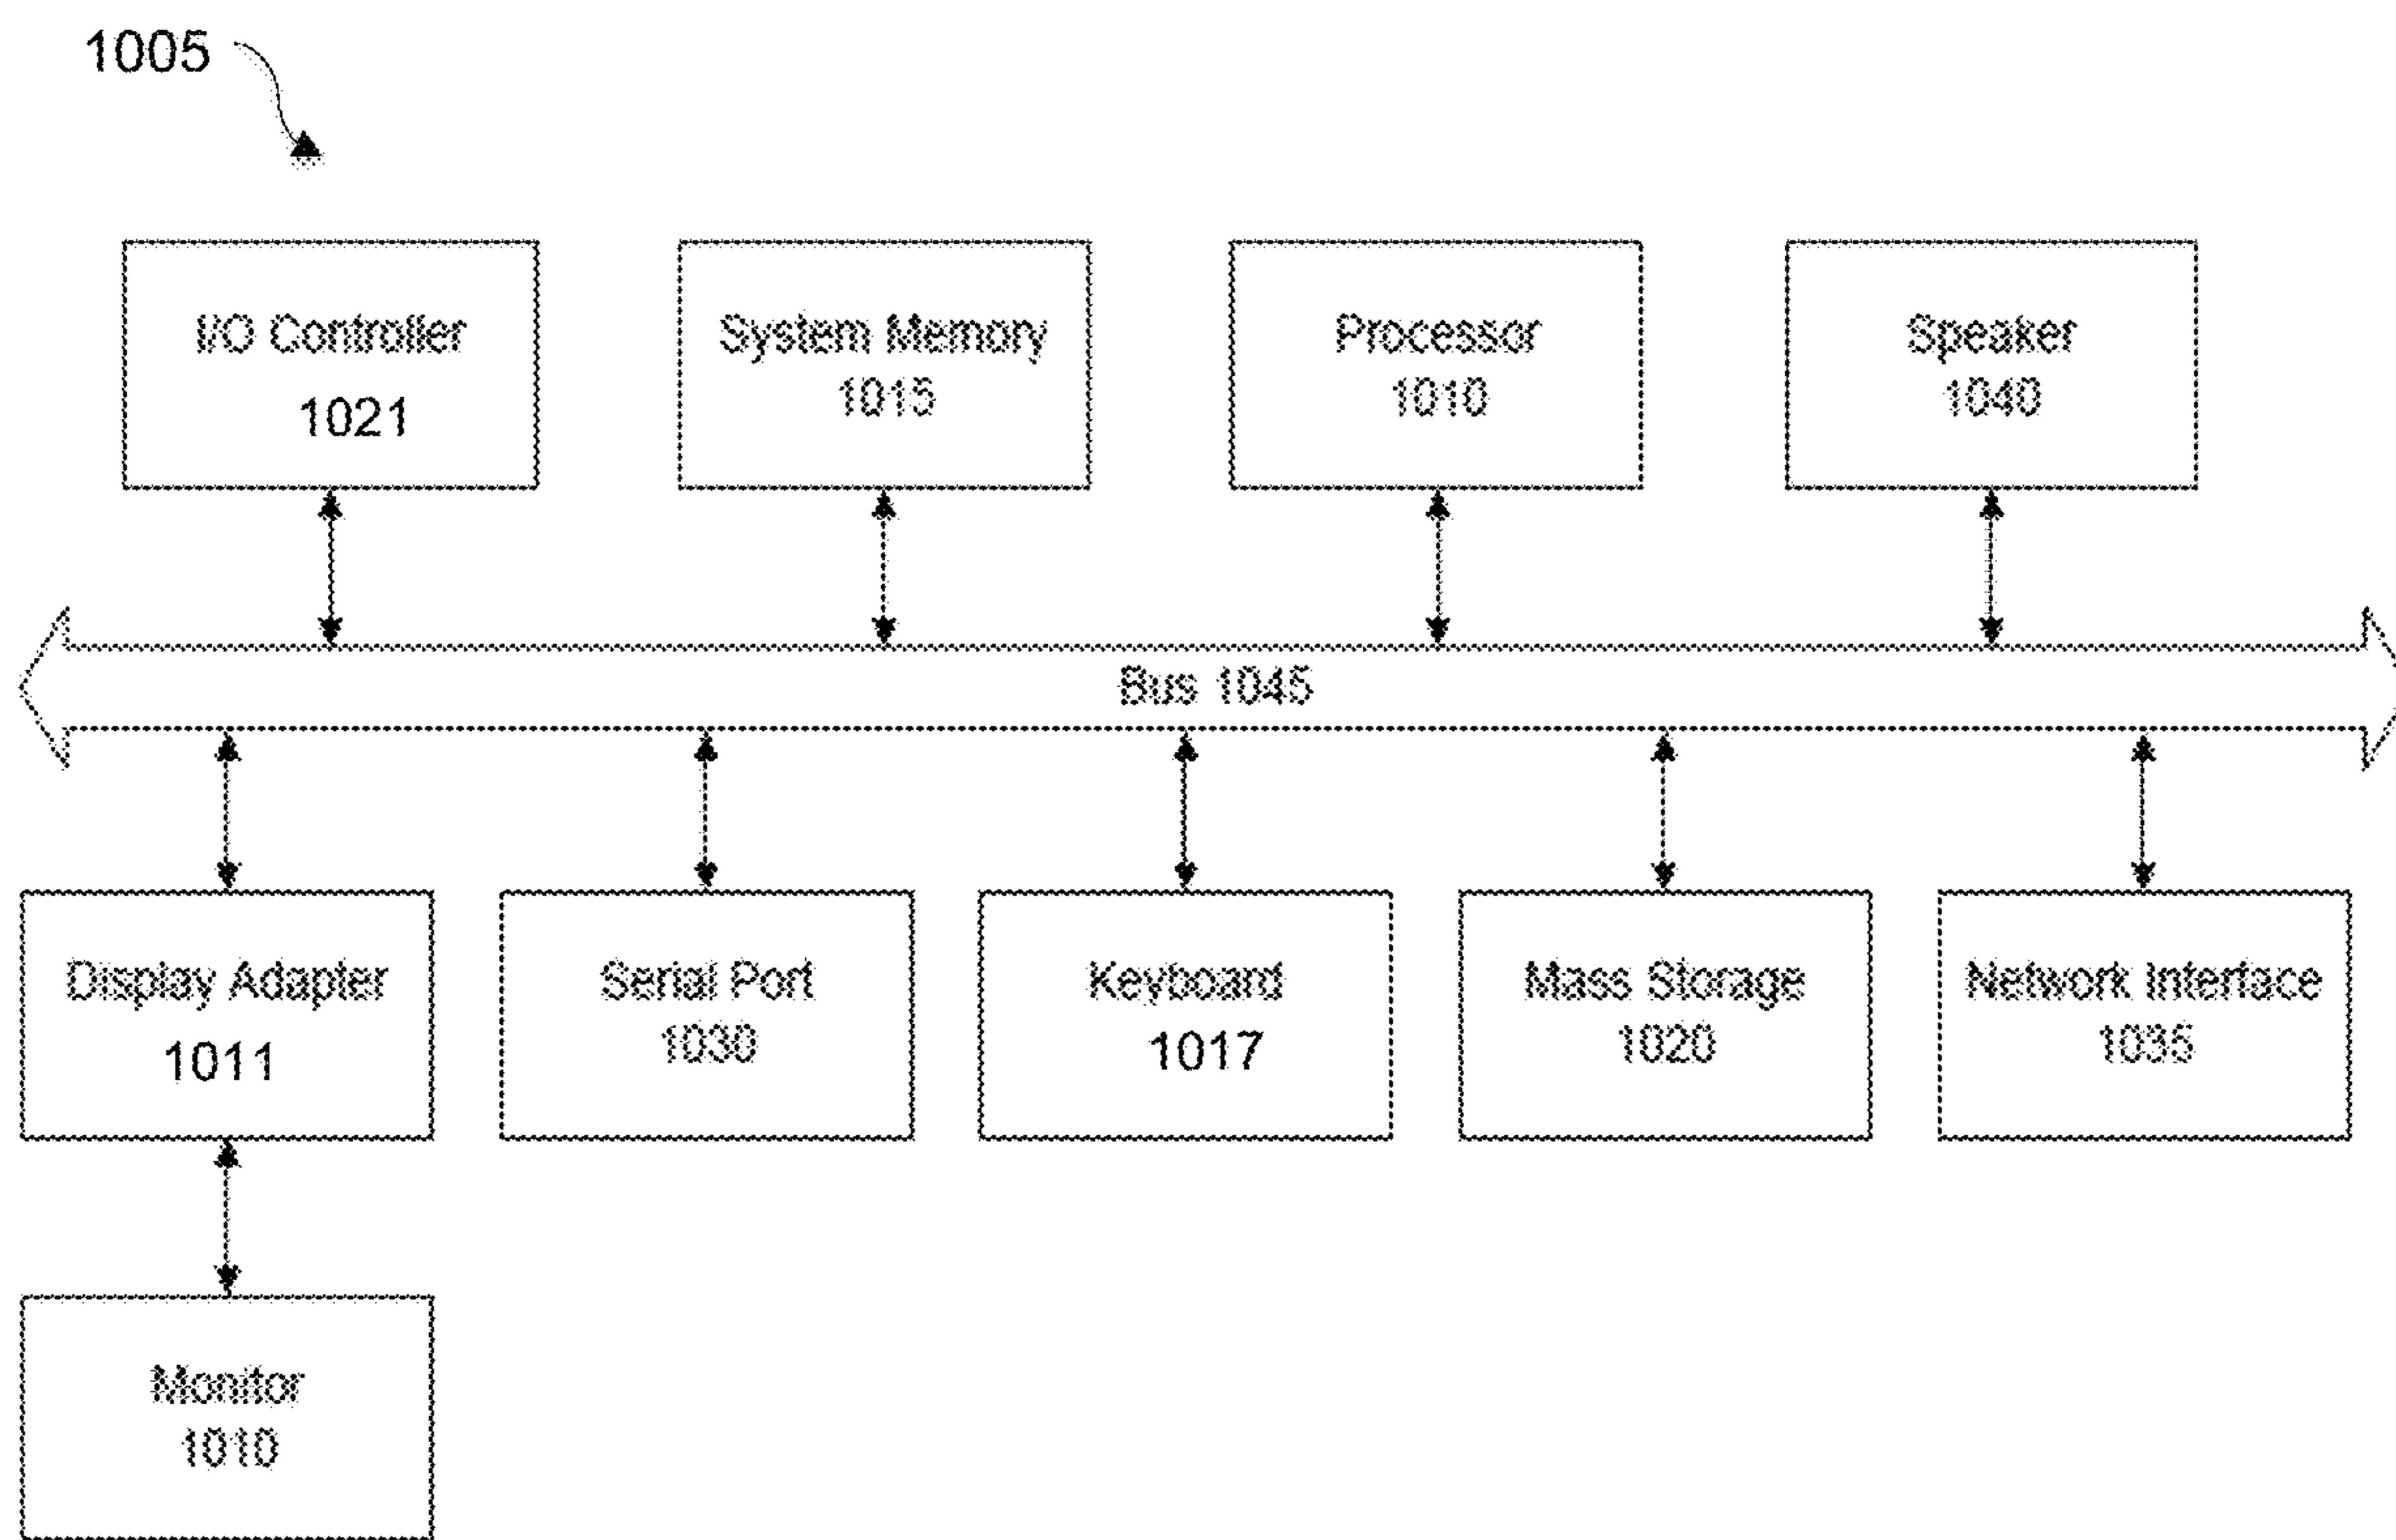 1005
I/O Controller
1021
System Memory
1015
Processor
1010
Speaker
1040
Bus 1045
Display Adapter
1011
Serial Port
1030
Keyboard
1017
Mass Storage
1020
Network Interface
1035
Monitor
1010